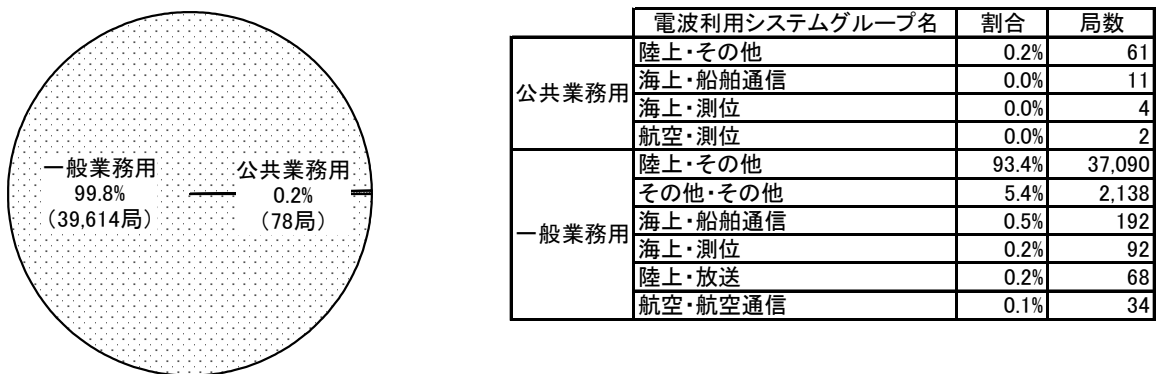 一般業務用
99.8%
(39,614局)
公共業務用
0.2%
(78局)
電波利用システムグループ名 割合 局数
公共業務用
陸上・その他 0.2% 61
海上・船舶通信 0.0% 11
海上・測位 0.0% 4
航空・測位 0.0% 2
一般業務用
陸上・その他 93.4% 37,090
その他・その他 5.4% 2,138
海上・船舶通信 0.5% 192
海上・測位 0.2% 92
陸上・放送 0.2% 68
航空・航空通信 0.1% 34